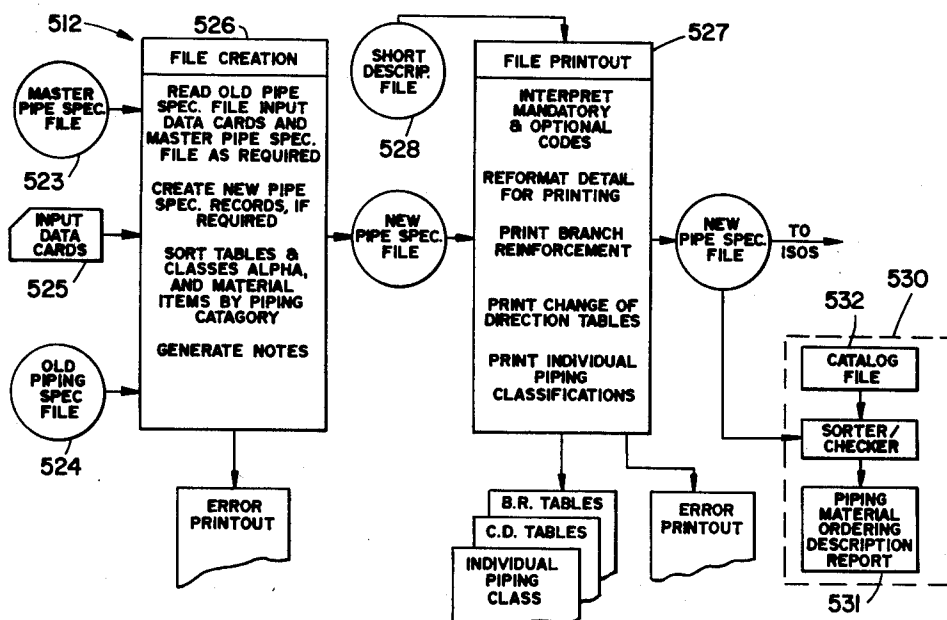 512
526
FILE CREATION
READ OLD PIPE
SPEC. FILE INPUT
DATA CARDS AND
MASTER PIPE SPEC.
FILE AS REQUIRED
CREATE NEW PIPE
SPEC. RECORDS, IF
REQUIRED
SORT TABLES &
CLASSES ALPHA,
AND MATERIAL
ITEMS BY PIPING
CATAGORY
GENERATE NOTES
MASTER
PIPE SPEC.
FILE
523
INPUT
DATA
CARDS
525
OLD
PIPING
SPEC
FILE
524
ERROR
PRINTOUT
SHORT
DESCRIP.
FILE
528
NEW
PIPE SPEC.
FILE
527
FILE PRINTOUT
INTERPRET
MANDATORY
& OPTIONAL
CODES
REFORMAT DETAIL
FOR PRINTING
PRINT BRANCH
REINFORCEMENT
PRINT CHANGE OF
DIRECTION TABLES
PRINT INDIVIDUAL
PIPING
CLASSIFICATIONS
B.R. TABLES
C.D. TABLES
INDIVIDUAL
PIPING
CLASS
ERROR
PRINTOUT
NEW
PIPE SPEC.
FILE
TO
ISOS
530
532
CATALOG
FILE
SORTER/
CHECKER
PIPING
MATERIAL
ORDERING
DESCRIPTION
REPORT
531